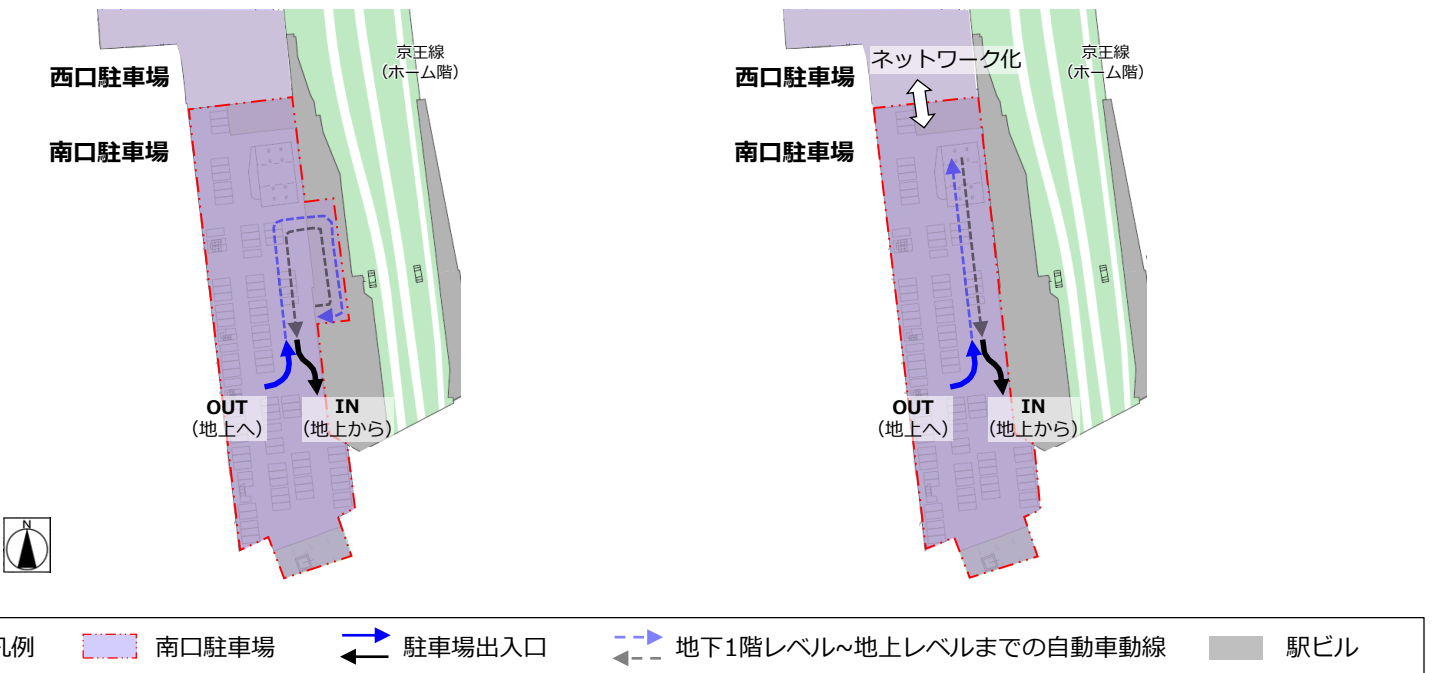 京王線
(ホーム階)
西口駐車場
南口駐車場
OUT
(地上へ)
IN
(地上から)
ネットワーク化
京王線
(ホーム階)
西口駐車場
南口駐車場
OUT
(地上へ)
IN
(地上から)
N
凡例
南口駐車場
駐車場出入口
地下1階レベル~地上レベルまでの自動車動線
駅ビル